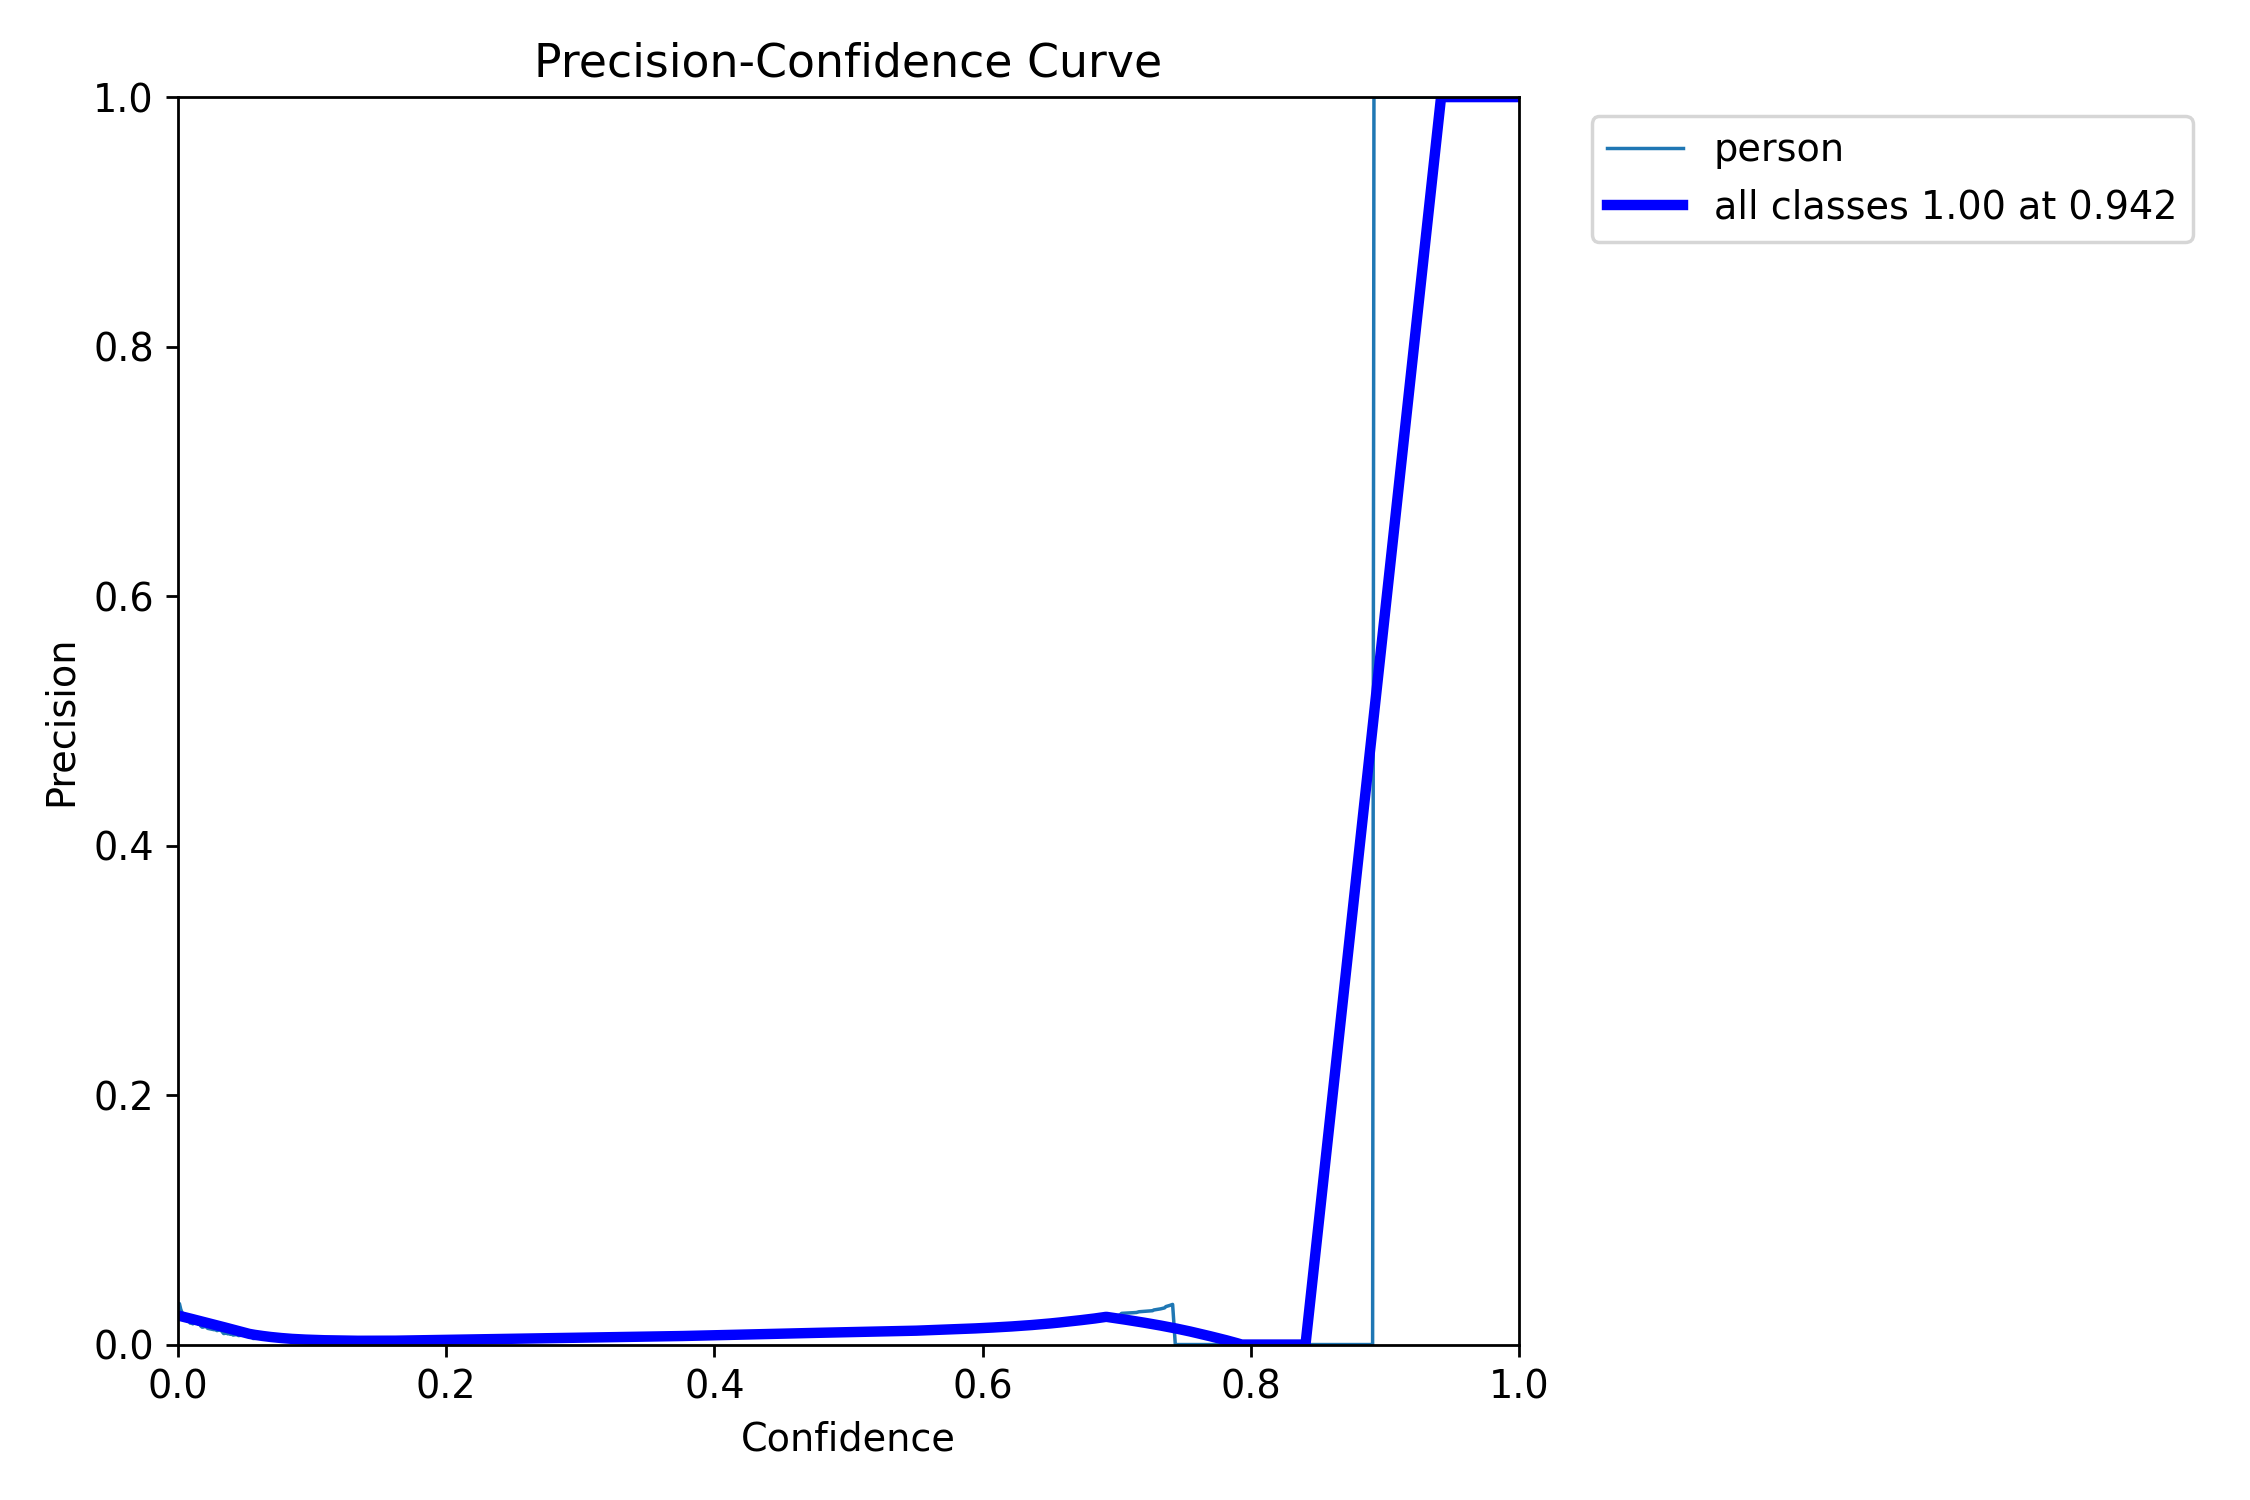 Precision-Confidence Curve
1.0
0.8
0.6
0.4
0.2
0.0
Precision
0.0 0.2 0.4 0.6 0.8 1.0
Confidence
person
all classes 1.00 at 0.942